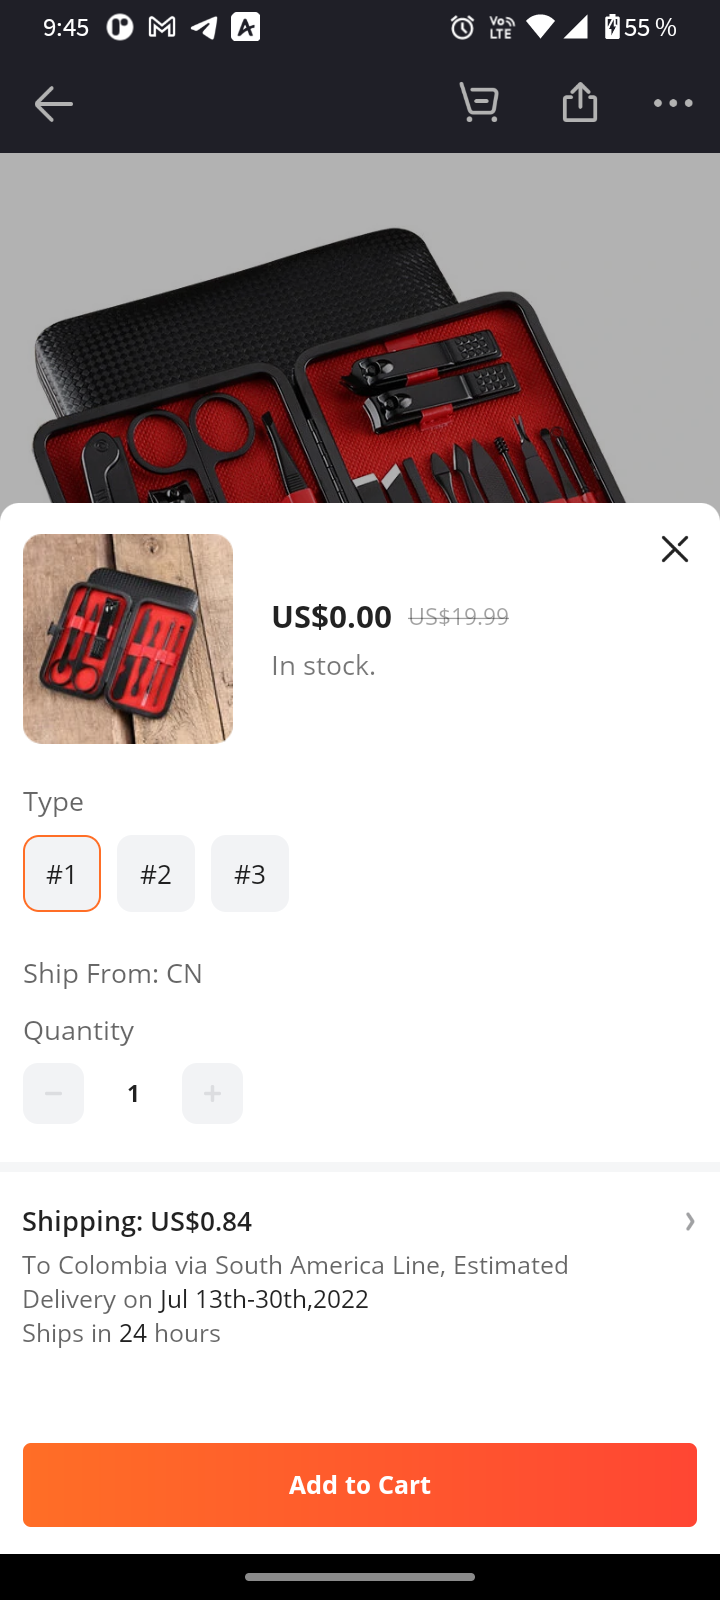 9:45
Vo
LTE
55 %
US$0.00 US$19.99
In stock.
Type
#1 #2 #3
Ship From: CN
Quantity
1
Shipping: US$0.84
To Colombia via South America Line, Estimated
Delivery on Jul 13th-30th,2022
Ships in 24 hours
Add to Cart